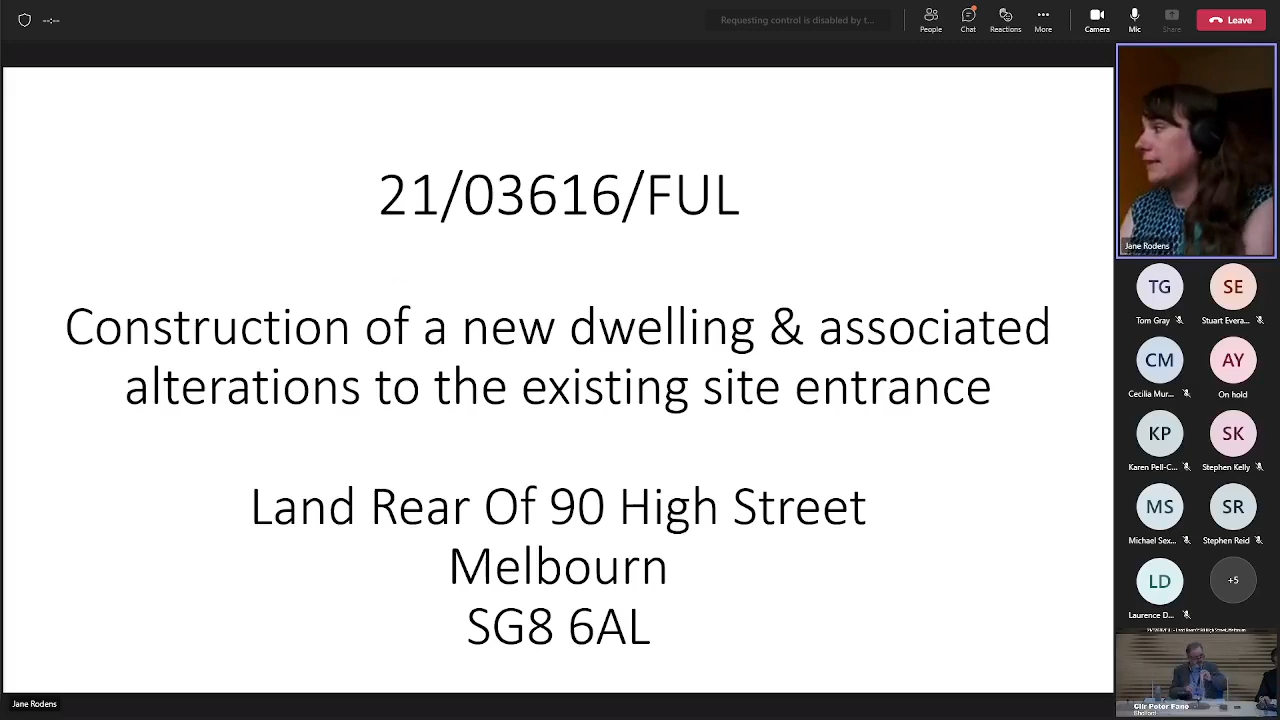 --:--
Requesting control is disabled by t...
People
Chat
Reactions
More
Camera
Mic
Share
Leave
21/03616/FUL
Construction of a new dwelling & associated
alterations to the existing site entrance
Land Rear Of 90 High Street
Melbourn
SG8 6AL
Jane Rodens
Jane Rodens
TG
SE
Tom Gray
Stuart Evera...
CM
AY
Cecilia Mur...
On hold
KP
SK
Karen Pell-C...
Stephen Kelly
MS
SR
Michael Sex...
Stephen Reid
LD
+5
Laurence D...
Cllr Peter Fane
Shelford